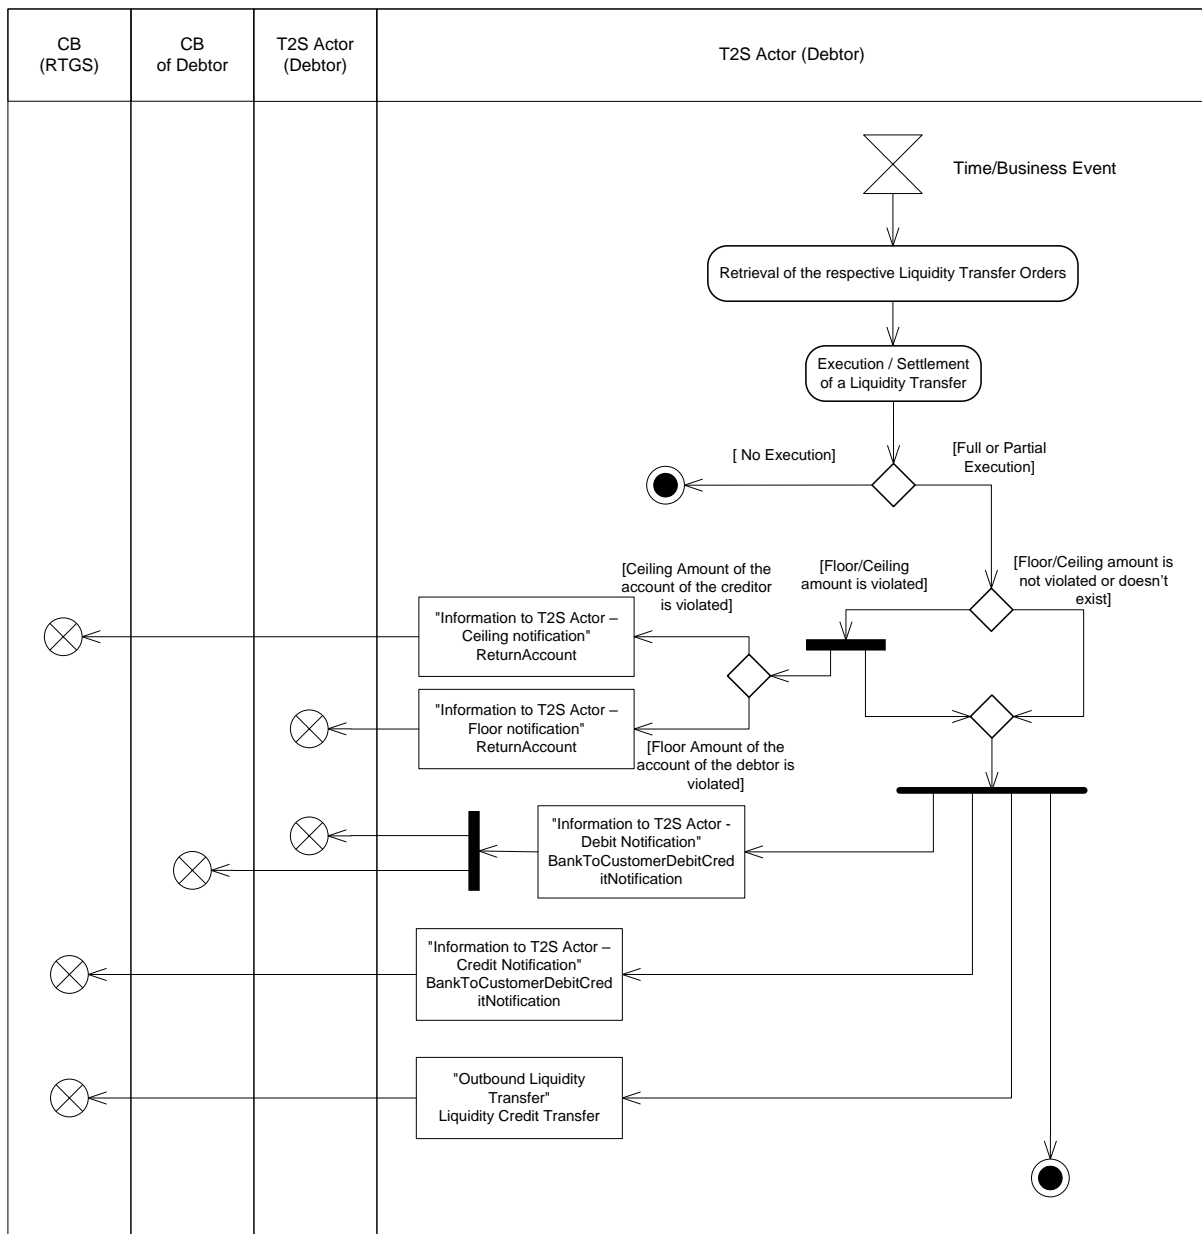 CB
(RTGS)
CB
of Debtor
T2S Actor
(Debtor)
T2S Actor (Debtor)
Time/Business Event
Retrieval of the respective Liquidity Transfer Orders
Execution / Settlement
of a Liquidity Transfer
[ No Execution]
[Full or Partial
Execution]
[Ceiling Amount of the
account of the creditor
is violated]
[Floor/Ceiling
amount is violated]
[Floor/Ceiling amount is
not violated or doesn't
exist]
"Information to T2S Actor –
Ceiling notification"
ReturnAccount
"Information to T2S Actor –
Floor notification"
ReturnAccount
[Floor Amount of the
account of the debtor is
violated]
"Information to T2S Actor -
Debit Notification"
BankToCustomerDebitCred
itNotification
"Information to T2S Actor –
Credit Notification"
BankToCustomerDebitCred
itNotification
"Outbound Liquidity
Transfer"
Liquidity Credit Transfer